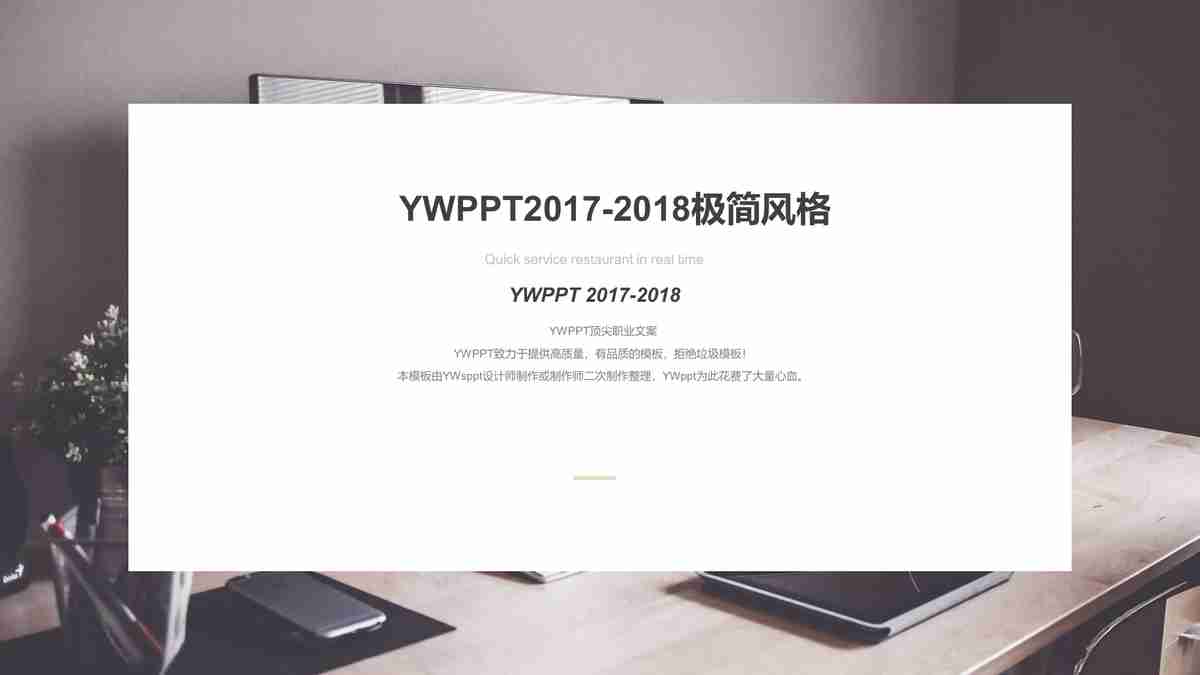 YWPPT2017-2018极简风格
Quick service restaurant in real time
YWPPT 2017-2018
YWPPT顶尖职业文案
YWPPT致力于提供高质量，有品质的模板，拒绝垃圾模板！
本模板由YWsppt设计师制作或制作师二次制作整理，YWppt为此花费了大量心血。